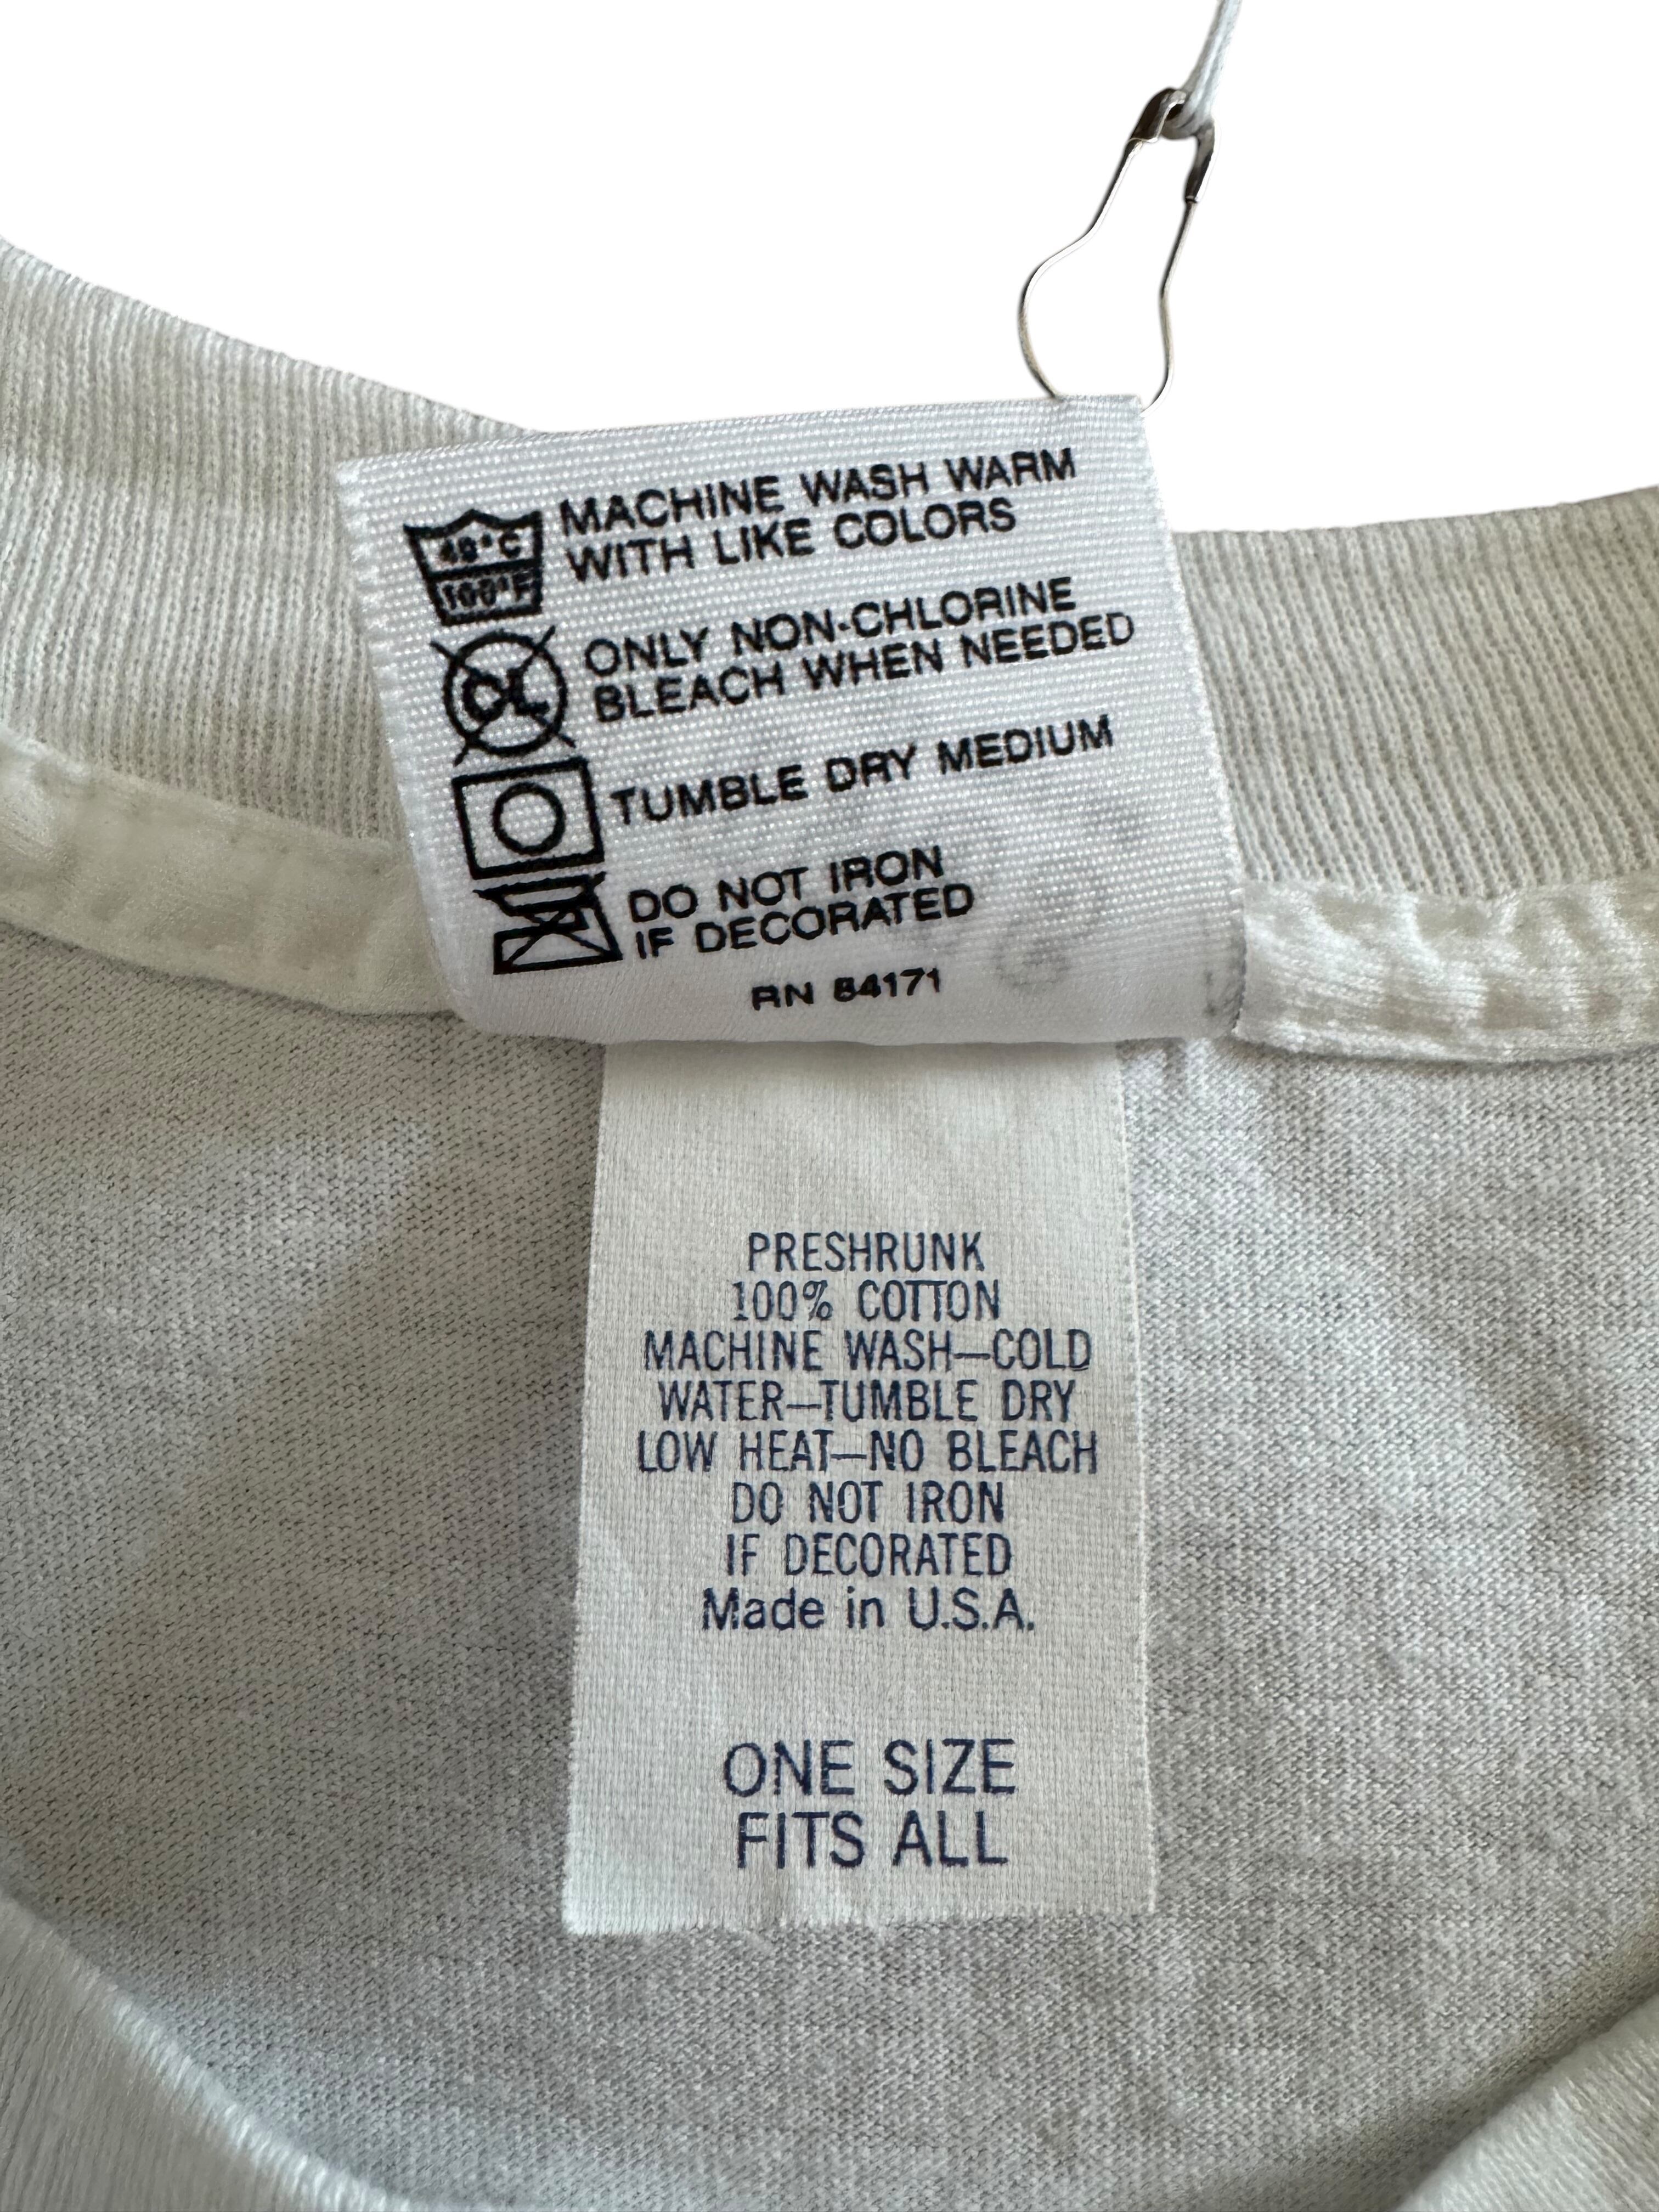 40°C
100°F
MACHINE WASH WARM
WITH LIKE COLORS
CL
ONLY NON-CHLORINE
BLEACH WHEN NEEDED
TUMBLE DRY MEDIUM
DO NOT IRON
IF DECORATED
RN 84171
PRESHRUNK
100% COTTON
MACHINE WASH—COLD
WATER—TUMBLE DRY
LOW HEAT—NO BLEACH
DO NOT IRON
IF DECORATED
Made in U.S.A.
ONE SIZE
FITS ALL